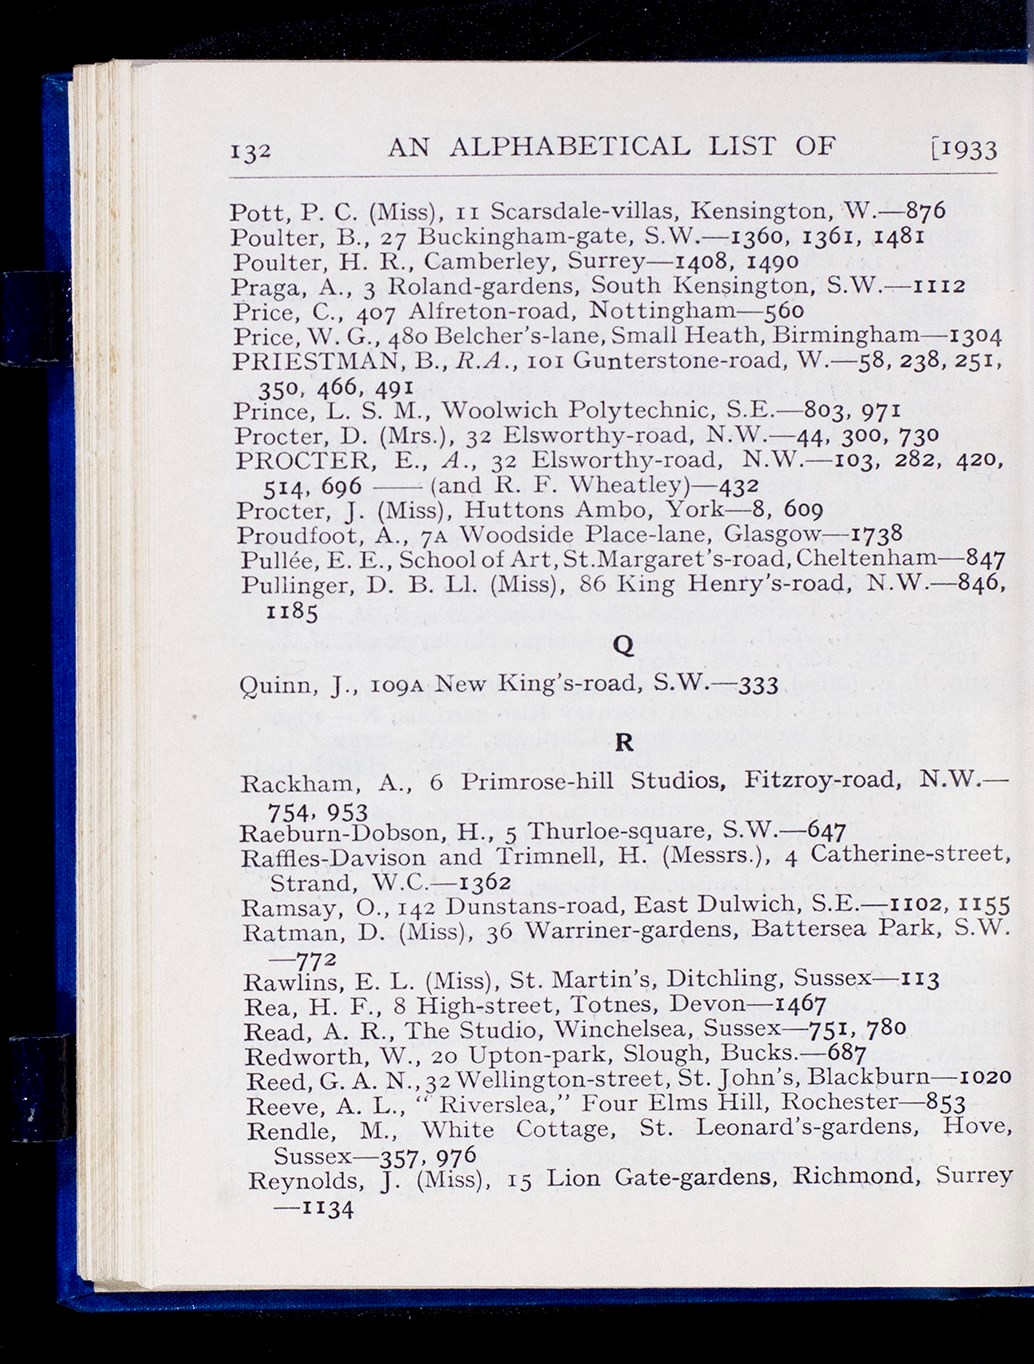 132 AN ALPHABETICAL LIST OF [1933
Pott, P. C. (Miss), 11 Scarsdale-villas, Kensington, W.—876
Poulter, B., 27 Buckingham-gate, S.W.—1360, 1361, 1481
Poulter, H. R., Camberley, Surrey—1408, 1490
Praga, A., 3 Roland-gardens, South Kensington, S.W.—1112
Price, C., 407 Alfreton-road, Nottingham—560
Price, W. G., 480 Belcher's-lane, Small Heath, Birmingham—1304
PRIESTMAN, B., R.A., 101 Gunterstone-road, W.—58, 238, 251,
350, 466, 491
Prince, L. S. M., Woolwich Polytechnic, S.E.—803, 971
Procter, D. (Mrs.), 32 Elsworthy-road, N.W.—44, 300, 730
PROCTER, E., A., 32 Elsworthy-road, N.W.—103, 282, 420,
514, 696 —— (and R. F. Wheatley)—432
Procter, J. (Miss), Huttons Ambo, York—8, 609
Proudfoot, A., 7A Woodside Place-lane, Glasgow—1738
Pullée, E. E., School of Art, St. Margaret's-road, Cheltenham—847
Pullinger, D. B. Ll. (Miss), 86 King Henry's-road, N.W.—846,
1185
Q
Quinn, J., 109A New King's-road, S.W.—333
R
Rackham, A., 6 Primrose-hill Studios, Fitzroy-road, N.W.—
754, 953
Raeburn-Dobson, H., 5 Thurloe-square, S.W.—647
Raffles-Davison and Trimnell, H. (Messrs.), 4 Catherine-street,
Strand, W.C.—1362
Ramsay, O., 142 Dunstans-road, East Dulwich, S.E.—1102, 1155
Ratman, D. (Miss), 36 Warriner-gardens, Battersea Park, S.W.
—772
Rawlins, E. L. (Miss), St. Martin's, Ditchling, Sussex—113
Rea, H. F., 8 High-street, Totnes, Devon—1467
Read, A. R., The Studio, Winchelsea, Sussex—751, 780
Redworth, W., 20 Upton-park, Slough, Bucks.—687
Reed, G. A. N., 32 Wellington-street, St. John's, Blackburn—1020
Reeve, A. L., "Riverslea," Four Elms Hill, Rochester—853
Rendle, M., White Cottage, St. Leonard's-gardens, Hove,
Sussex—357, 976
Reynolds, J. (Miss), 15 Lion Gate-gardens, Richmond, Surrey
—1134